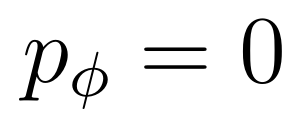 $p_\phi = 0$